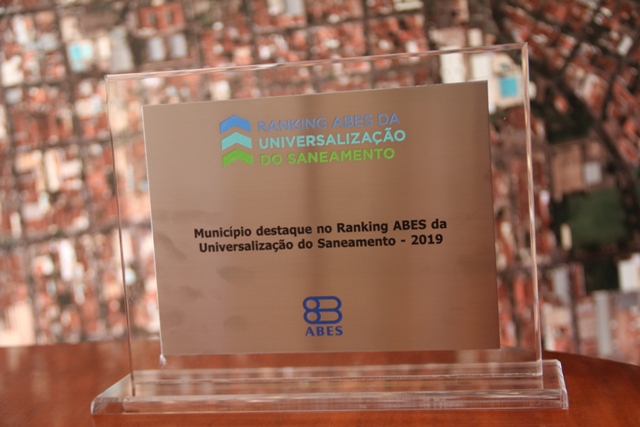 RANKING ABES DA
UNIVERSALIZAÇÃO
DO SANEAMENTO
Município destaque no Ranking ABES da
Universalização do Saneamento - 2019
ABES